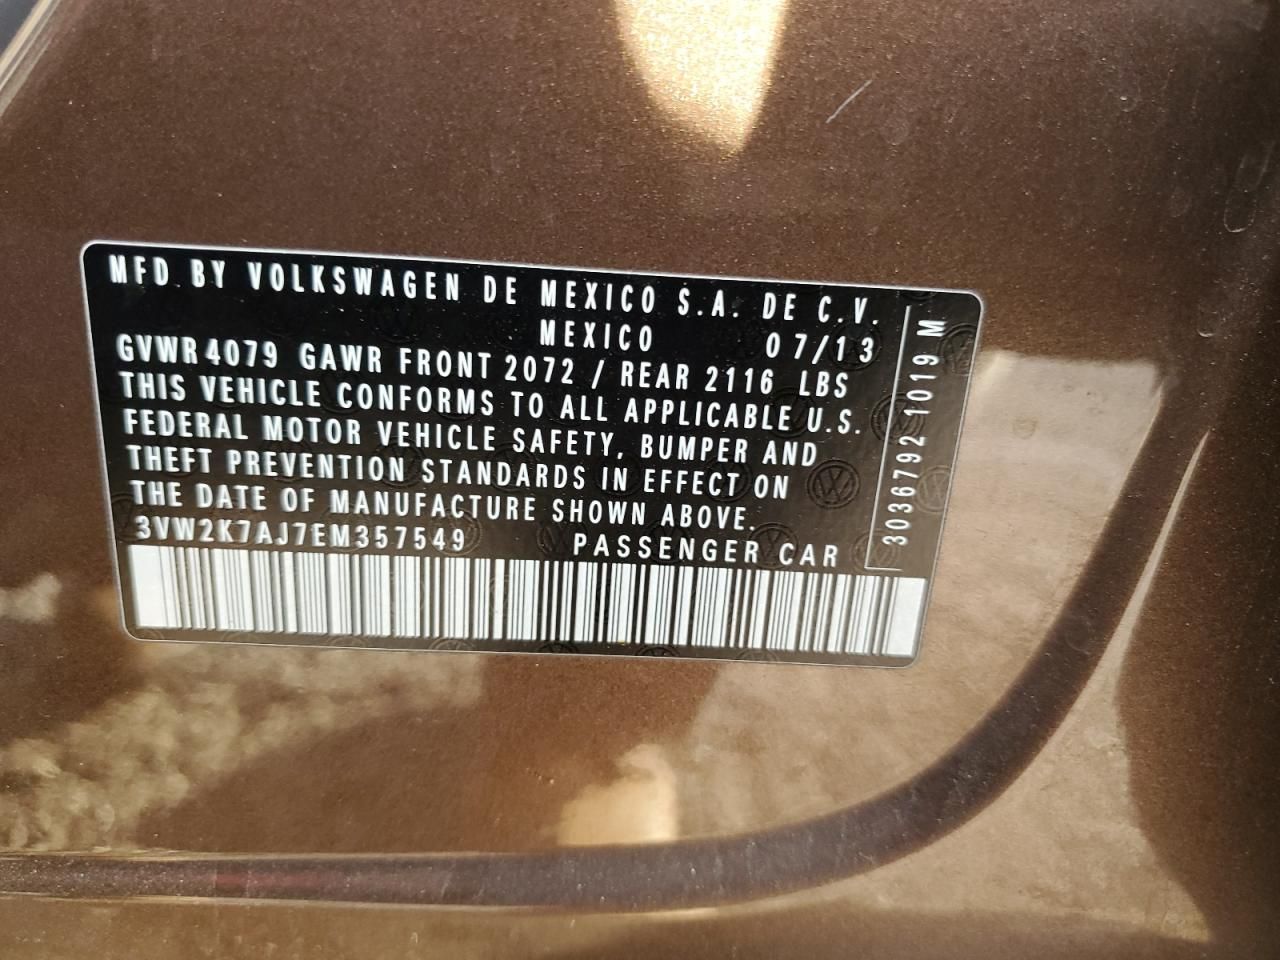 MFD. BY VOLKSWAGEN DE MEXICO S.A. DE C.V.
MEXICO 07/13
GVWR 4079 GAWR FRONT 2072 / REAR 2116 LBS
THIS VEHICLE CONFORMS TO ALL APPLICABLE U.S.
FEDERAL MOTOR VEHICLE SAFETY, BUMPER AND
THEFT PREVENTION STANDARDS IN EFFECT ON
THE DATE OF MANUFACTURE SHOWN ABOVE.
3VW2K7AJ7EM357549 PASSENGER CAR
3036792 1019 M